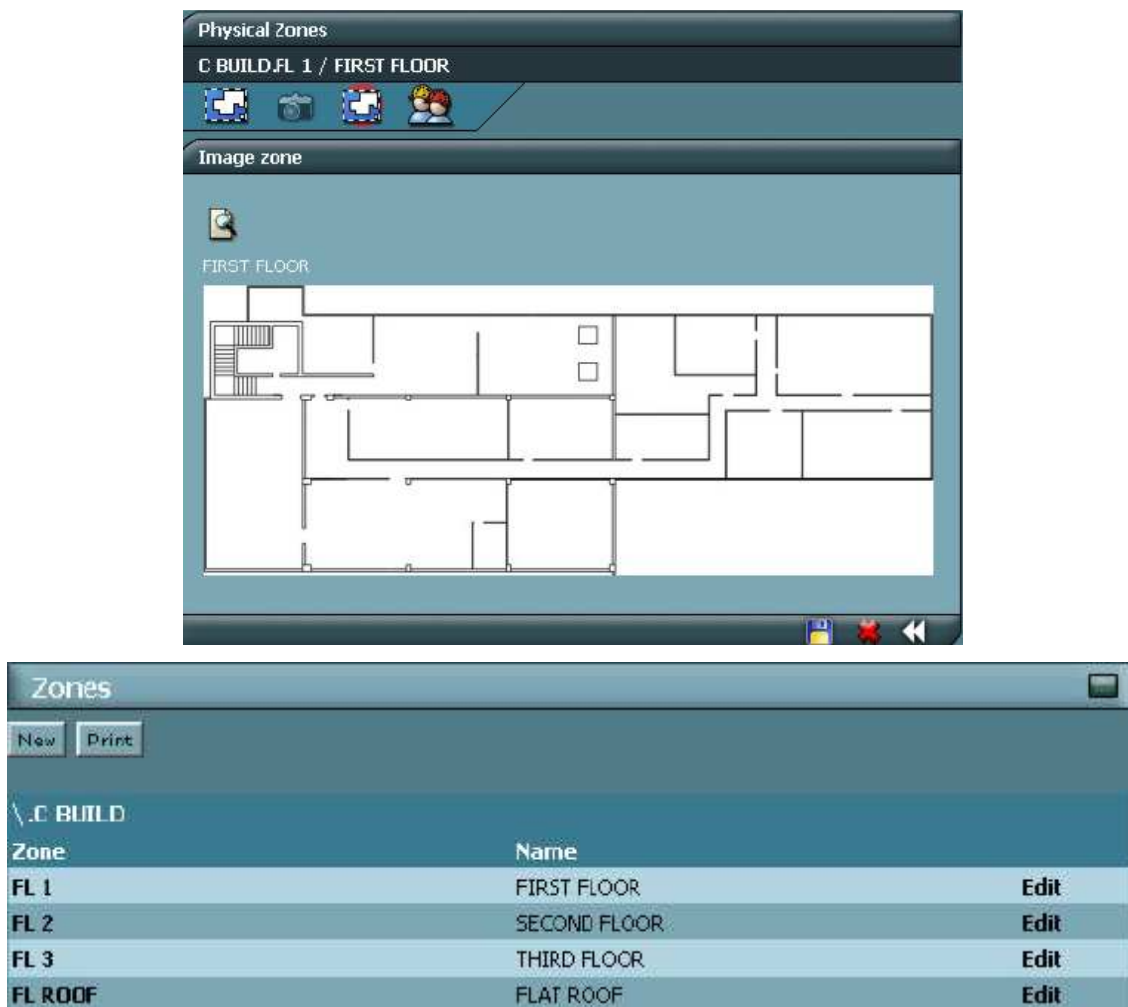 Physical Zones
C BUILD.FL 1 / FIRST FLOOR
Image zone
FIRST FLOOR
Zones
New Print
\ .C BUILD
Zone Name
FL 1 FIRST FLOOR Edit
FL 2 SECOND FLOOR Edit
FL 3 THIRD FLOOR Edit
FL ROOF FLAT ROOF Edit